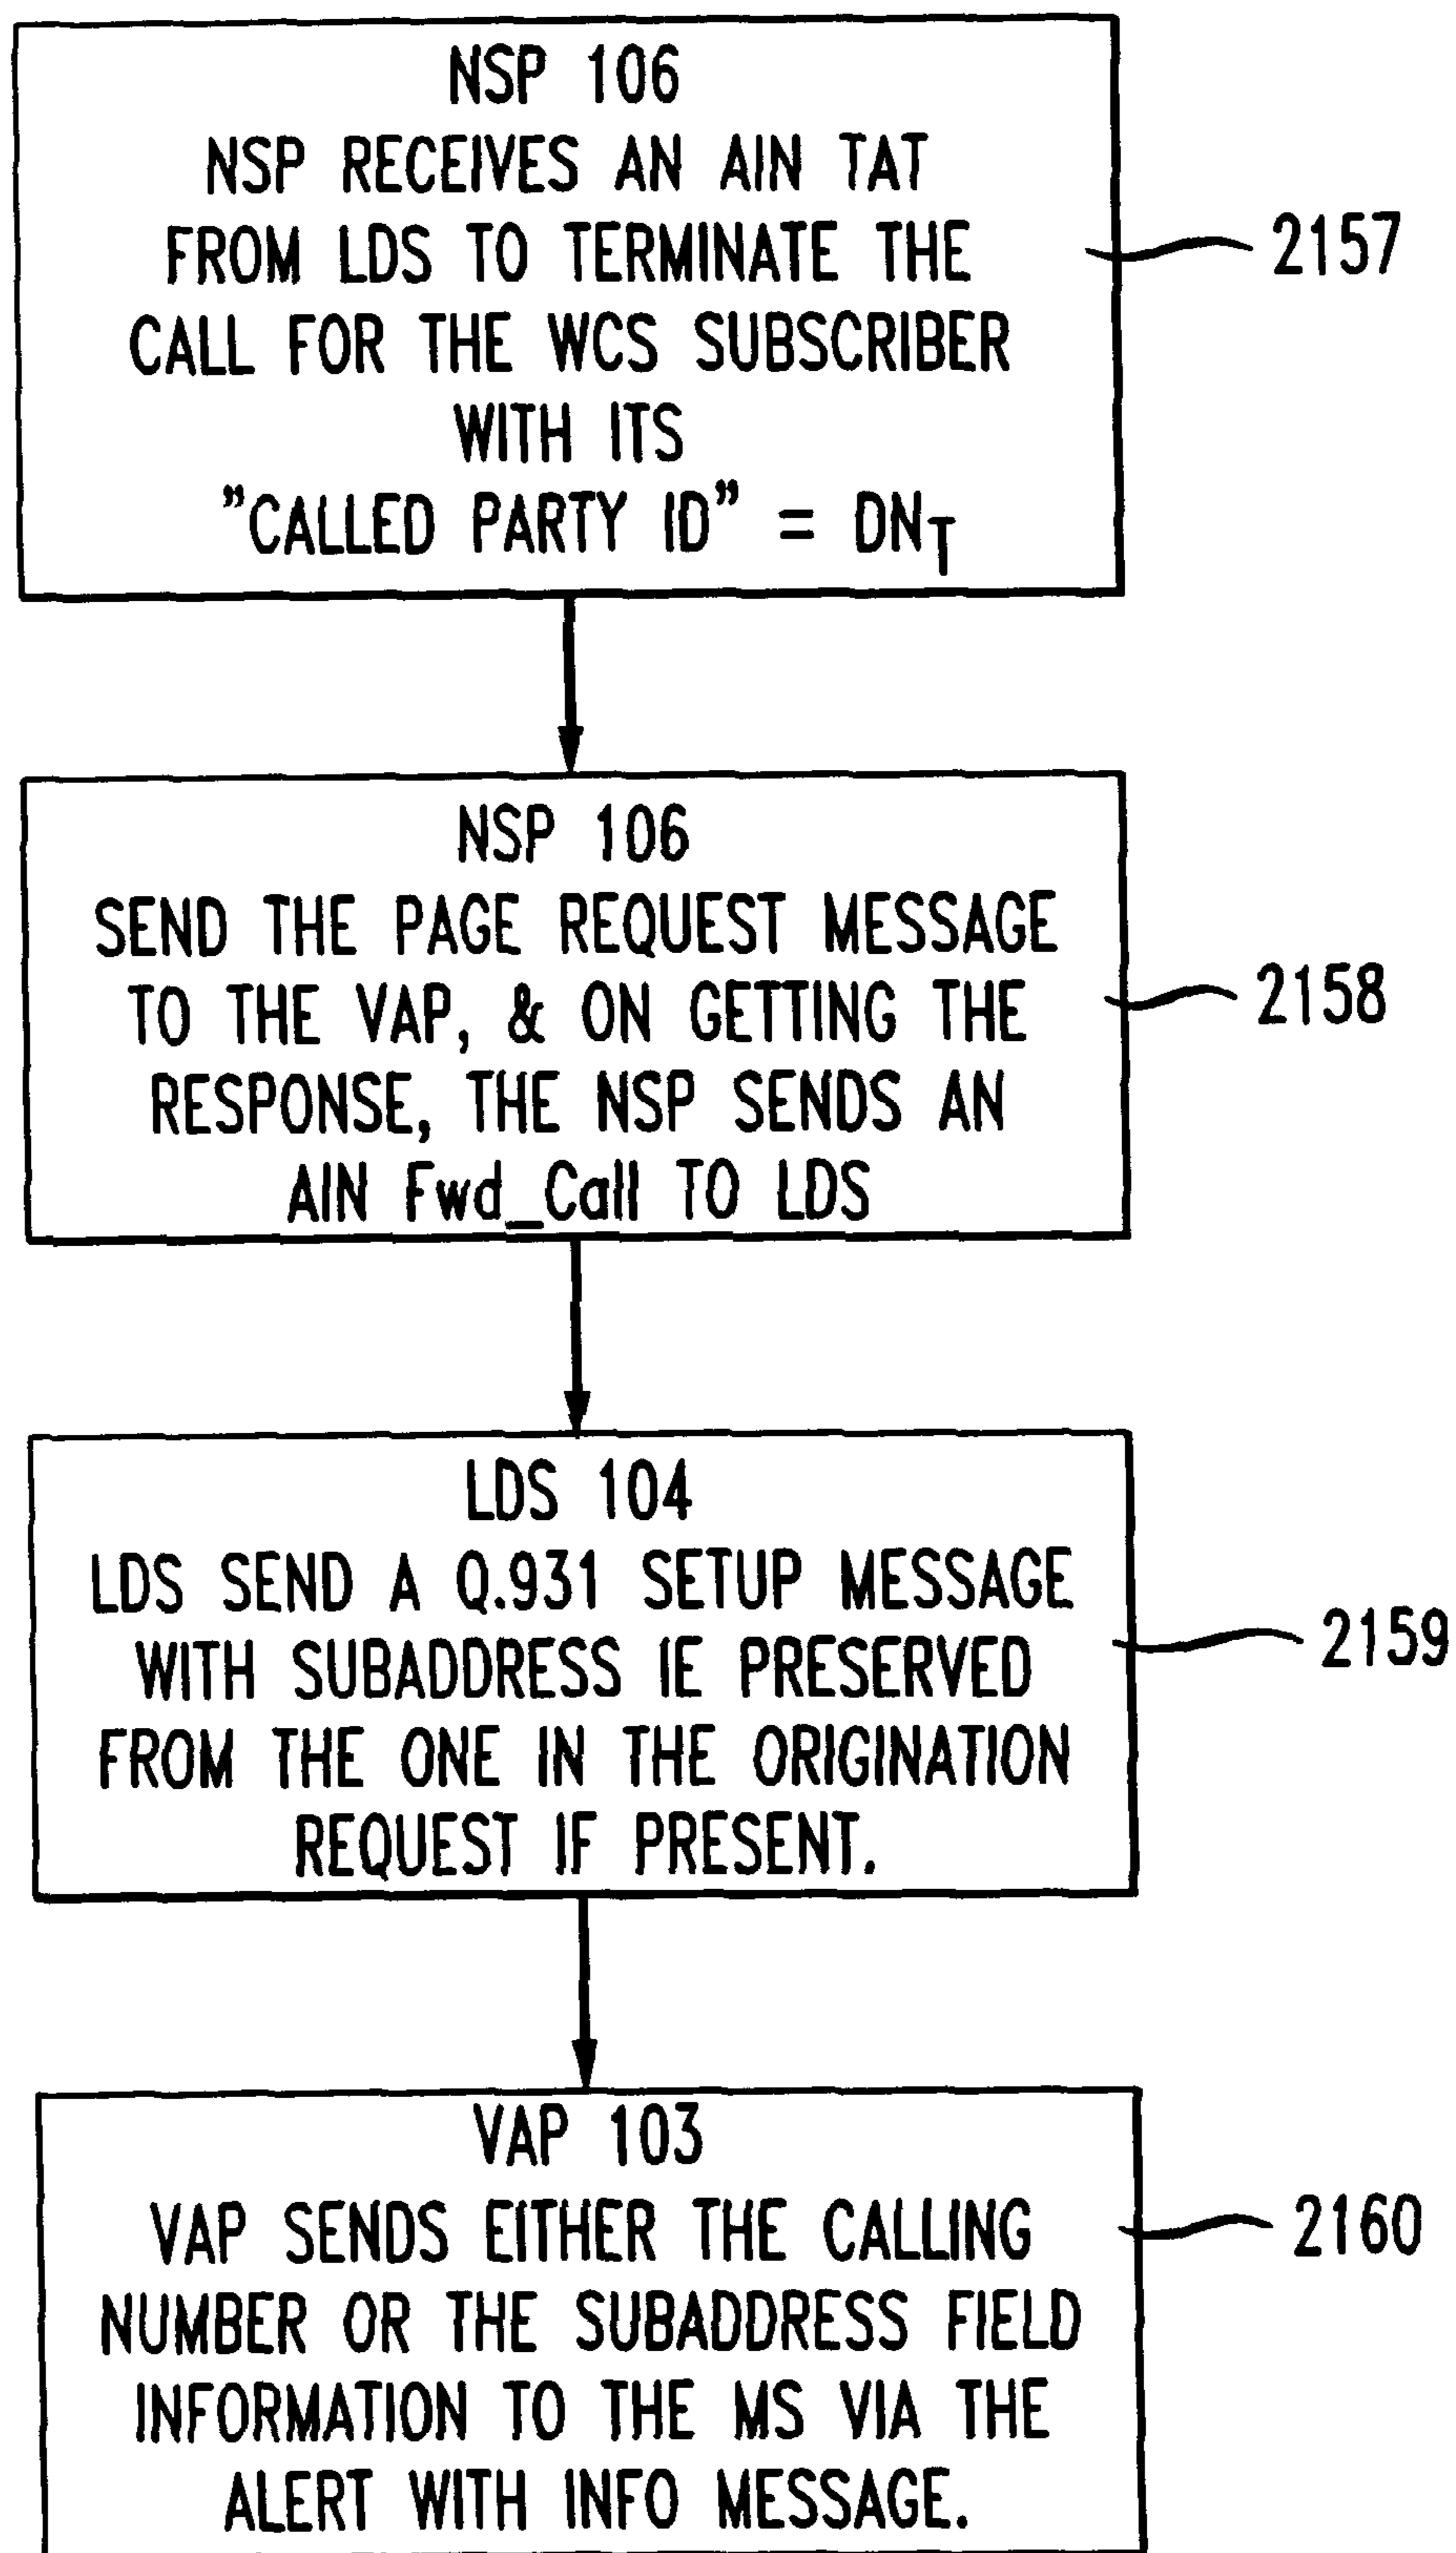 NSP 106
NSP RECEIVES AN AIN TAT
FROM LDS TO TERMINATE THE
CALL FOR THE WCS SUBSCRIBER
WITH ITS
”CALLED PARTY ID” = DNT
2157
NSP 106
SEND THE PAGE REQUEST MESSAGE
TO THE VAP, & ON GETTING THE
RESPONSE, THE NSP SENDS AN
AIN Fwd_Call TO LDS
2158
LDS 104
LDS SEND A Q.931 SETUP MESSAGE
WITH SUBADDRESS IE PRESERVED
FROM THE ONE IN THE ORIGINATION
REQUEST IF PRESENT.
2159
VAP 103
VAP SENDS EITHER THE CALLING
NUMBER OR THE SUBADDRESS FIELD
INFORMATION TO THE MS VIA THE
ALERT WITH INFO MESSAGE.
2160